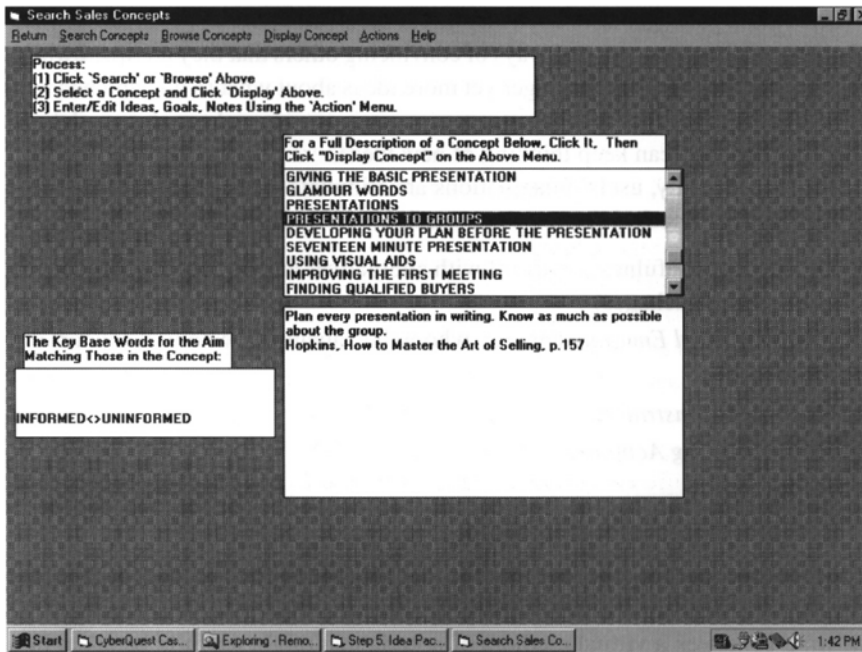 Search Sales Concepts
Return Search Concepts Browse Concepts Display Concept Actions Help
Process:
(1) Click `Search' or `Browse' Above
(2) Select a Concept and Click `Display' Above.
(3) Enter/Edit Ideas, Goals, Notes Using the `Action' Menu.
For a Full Description of a Concept Below, Click It, Then
Click "Display Concept" on the Above Menu.
GIVING THE BASIC PRESENTATION
GLAMOUR WORDS
PRESENTATIONS
PRESENTATIONS TO GROUPS
DEVELOPING YOUR PLAN BEFORE THE PRESENTATION
SEVENTEEN MINUTE PRESENTATION
USING VISUAL AIDS
IMPROVING THE FIRST MEETING
FINDING QUALIFIED BUYERS
Plan every presentation in writing. Know as much as possible
about the group.
Hopkins, How to Master the Art of Selling, p.157
The Key Base Words for the Aim
Matching Those in the Concept:
INFORMED<>UNINFORMED
Start CyberQuest Cas... Exploring - Remo... Step 5. Idea Pac... Search Sales Co... 1:42 PM